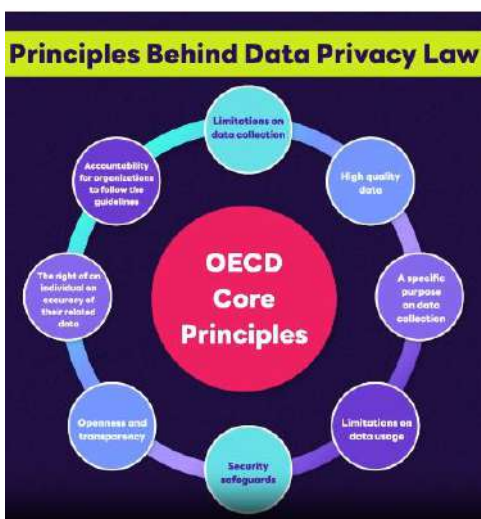 Principles Behind Data Privacy Law
Limitations on
data collection
High quality
data
A specific
purpose
on data
collection
Limitations on
data usage
Security
safeguards
Openness and
transparency
The right of an
individual on
accuracy of
their related
data
Accountability
for organizations
to follow the
guidelines
OECD
Core
Principles